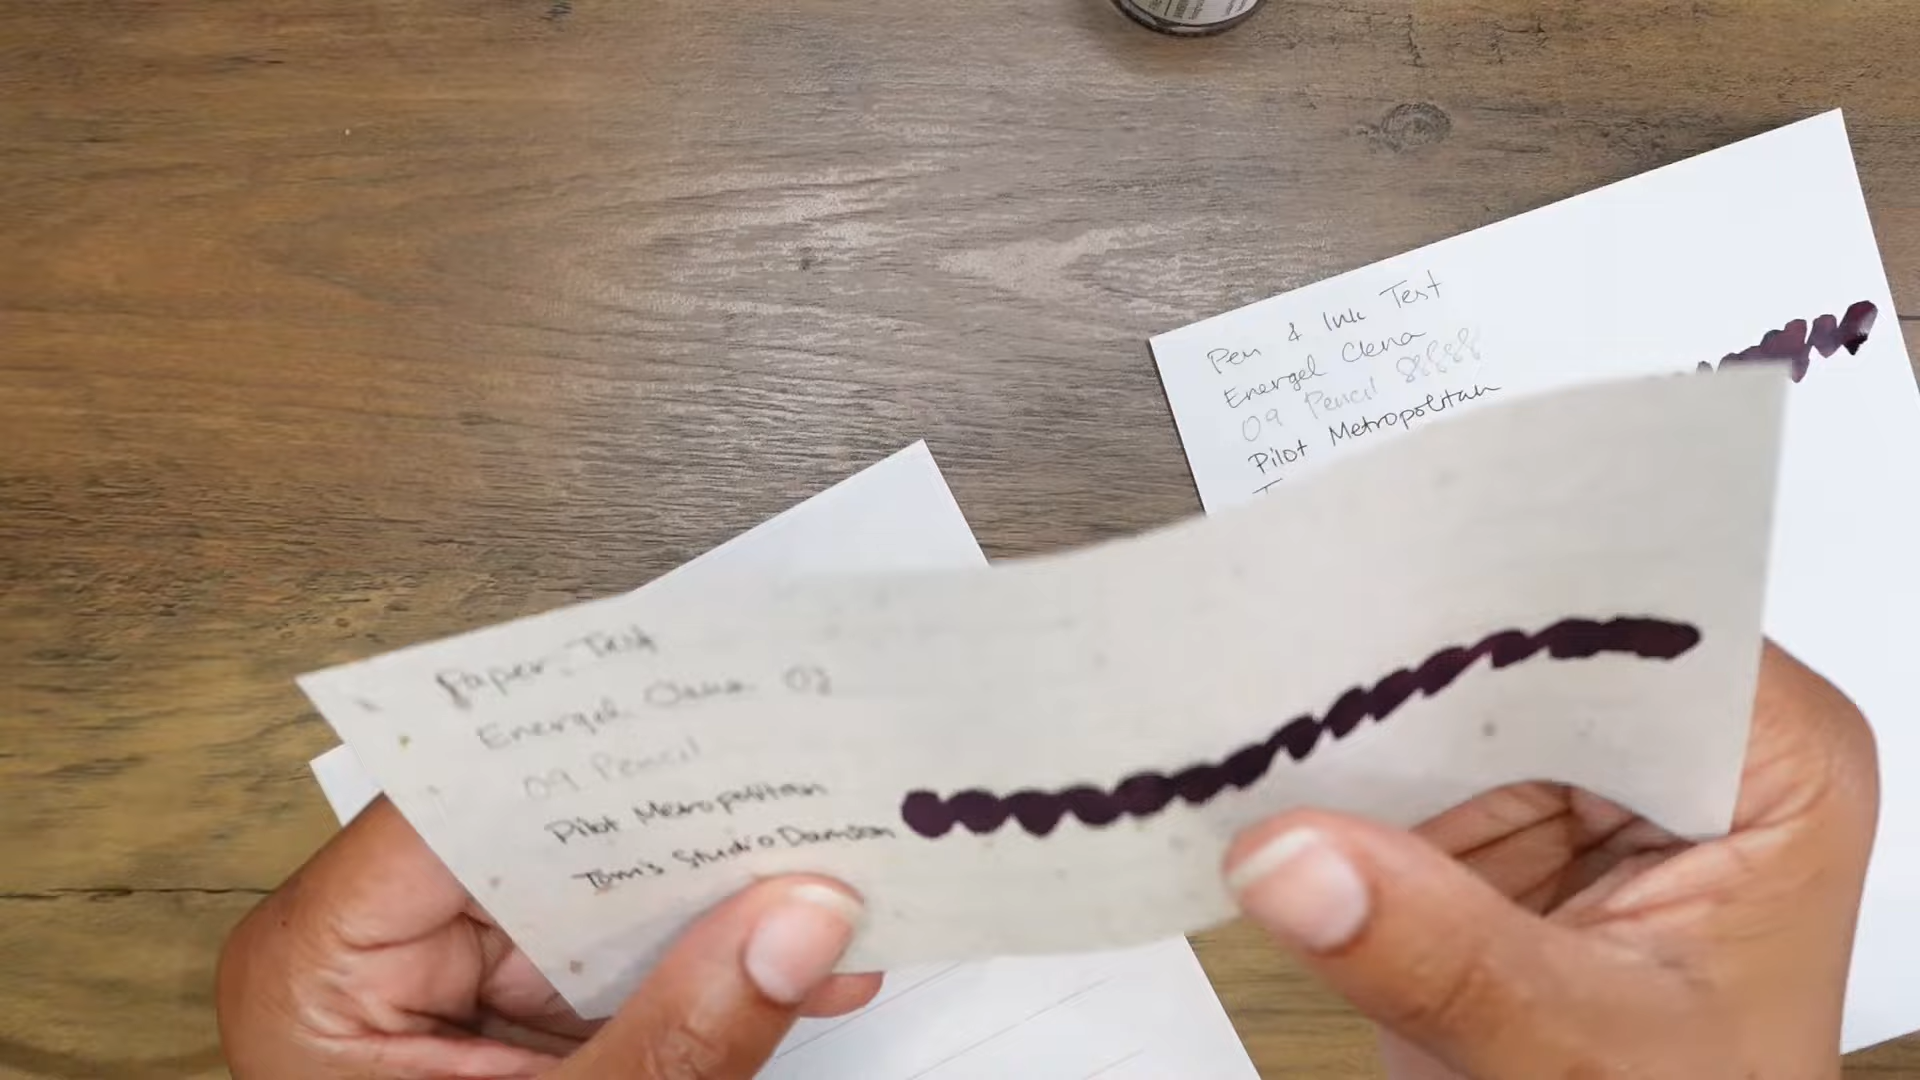 Pen & Ink Test
Energel Clena
09 Pencil 8888
Pilot Metropolitan
Paper Test
Energel Clena 03
09 Pencil
Pilot Metropolitan
Tom's Studio Damson